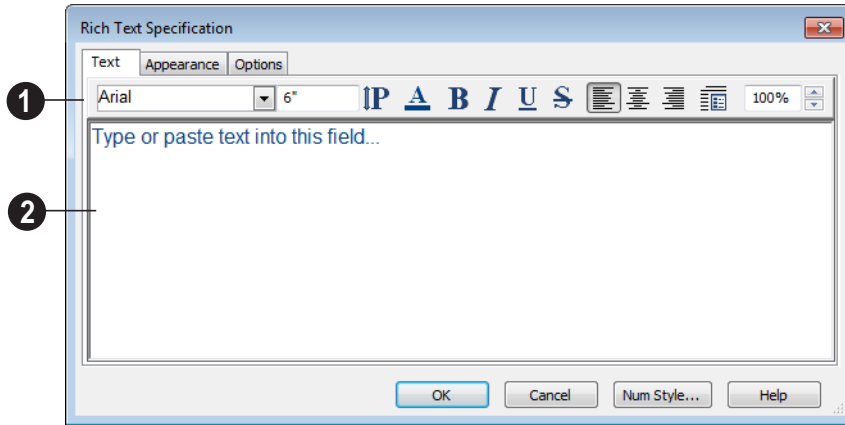 Rich Text Specification
Text Appearance Options
1
Arial 6" P A B I U S 100%
Type or paste text into this field...
2
OK Cancel Num Style... Help